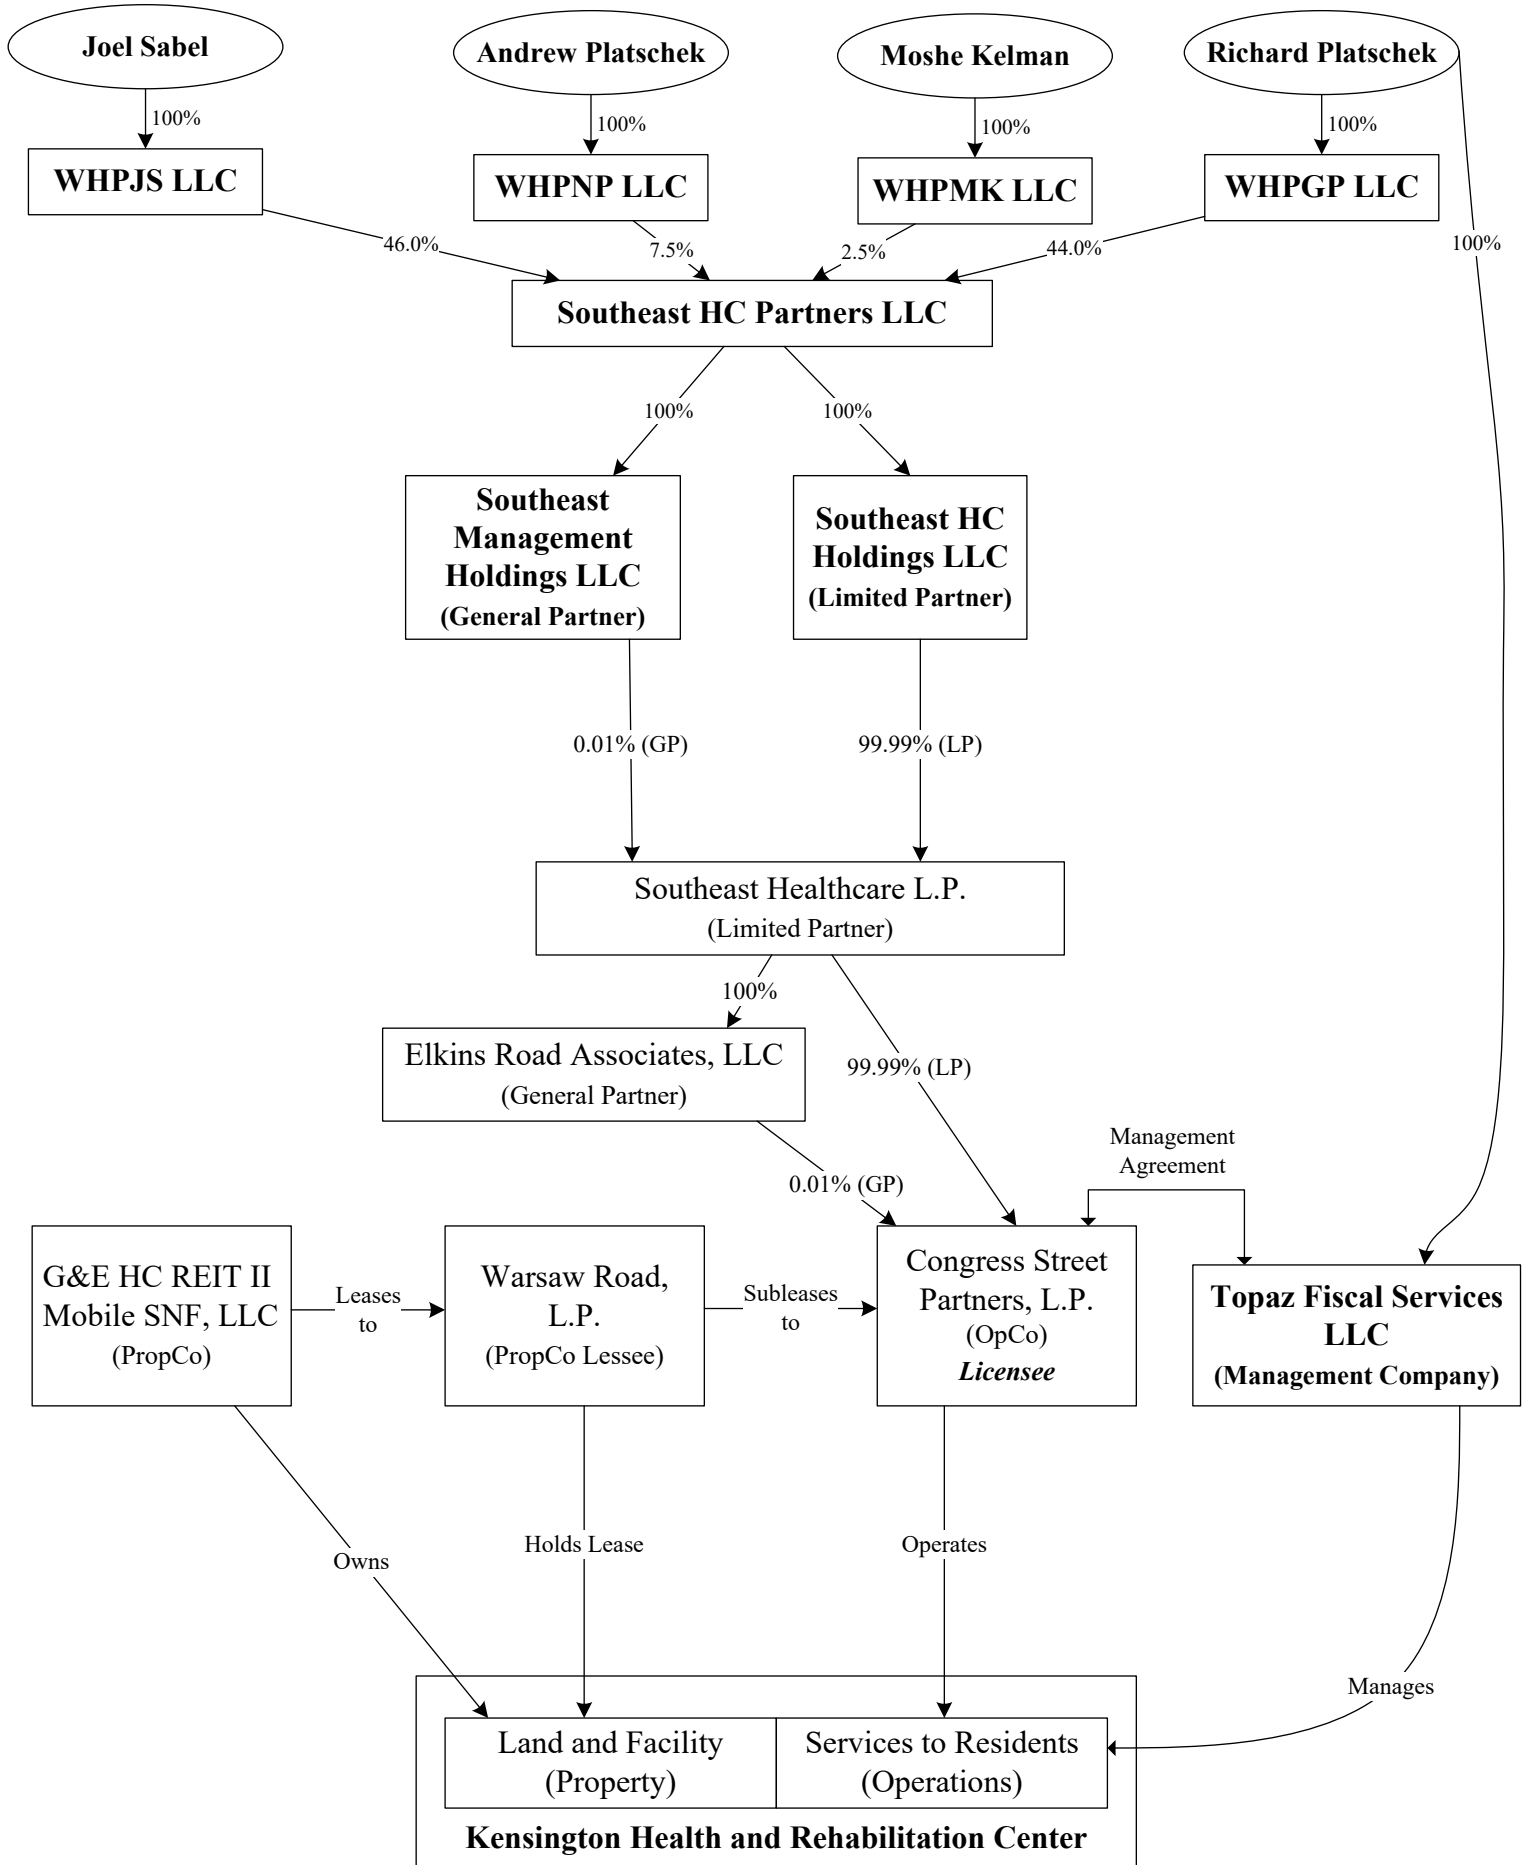 Joel Sabel
Andrew Platschek
Moshe Kelman
Richard Platschek
100%
100%
100%
100%
WHPJS LLC
WHPNP LLC
WHPMK LLC
WHPGP LLC
46.0%
7.5%
2.5%
44.0%
100%
Southeast HC Partners LLC
100%
100%
Southeast
Management
Holdings LLC
(General Partner)
Southeast HC
Holdings LLC
(Limited Partner)
0.01% (GP)
99.99% (LP)
Southeast Healthcare L.P.
(Limited Partner)
100%
Elkins Road Associates, LLC
(General Partner)
99.99% (LP)
0.01% (GP)
Management
Agreement
G&E HC REIT II
Mobile SNF, LLC
(PropCo)
Leases
to
Warsaw Road,
L.P.
(PropCo Lessee)
Subleases
to
Congress Street
Partners, L.P.
(OpCo)
Licensee
Topaz Fiscal Services
LLC
(Management Company)
Owns
Holds Lease
Operates
Manages
Land and Facility
(Property)
Services to Residents
(Operations)
Kensington Health and Rehabilitation Center